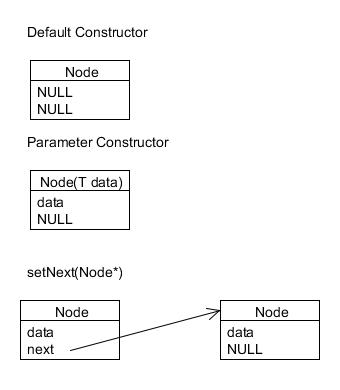 Default Constructor
Node
NULL
NULL
Parameter Constructor
Node(T data)
data
NULL
setNext(Node*)
Node
data
next
Node
data
NULL